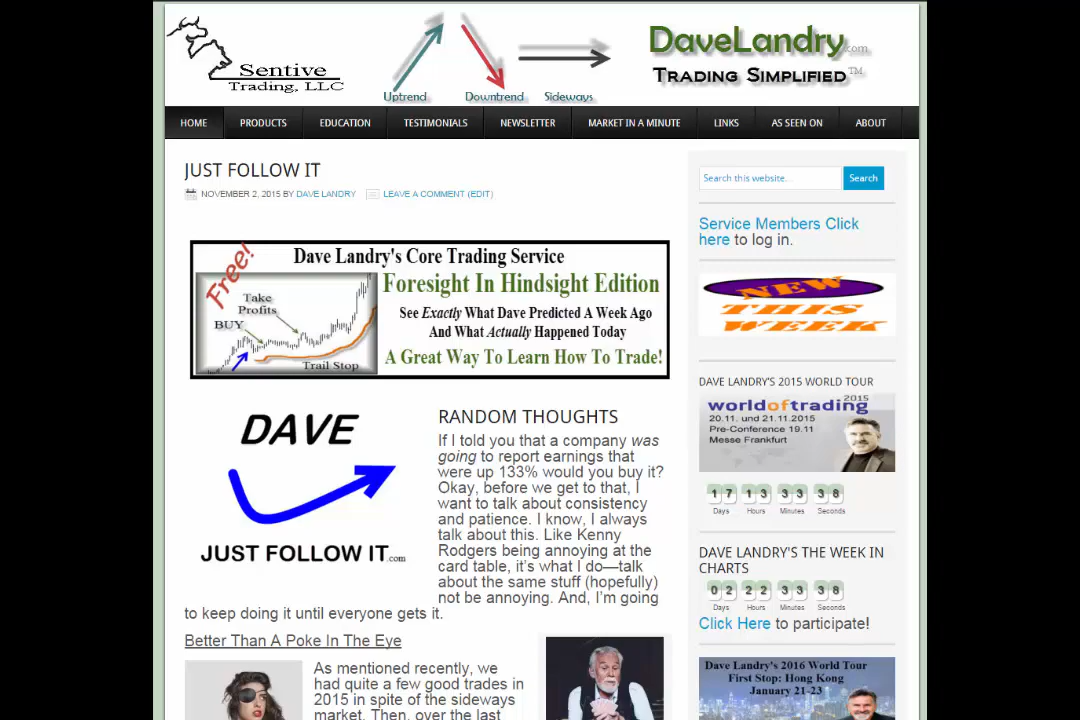 Sentive
Trading, LLC
Uptrend
Downtrend
Sideways
DaveLandry.com
TRADING SIMPLIFIED™
HOME
PRODUCTS
EDUCATION
TESTIMONIALS
NEWSLETTER
MARKET IN A MINUTE
LINKS
AS SEEN ON
ABOUT
JUST FOLLOW IT
NOVEMBER 2, 2015 BY DAVE LANDRY LEAVE A COMMENT (EDIT)
Free!
Take
Profits
BUY
Trail Stop
Dave Landry's Core Trading Service
Foresight In Hindsight Edition
See Exactly What Dave Predicted A Week Ago
And What Actually Happened Today
A Great Way To Learn How To Trade!
DAVE
JUST FOLLOW IT.com
RANDOM THOUGHTS
If I told you that a company was
going to report earnings that
were up 133% would you buy it?
Okay, before we get to that, I
want to talk about consistency
and patience. I know, I always
talk about this. Like Kenny
Rodgers being annoying at the
card table, it's what I do—talk
about the same stuff (hopefully)
not be annoying. And, I'm going
to keep doing it until everyone gets it.
Better Than A Poke In The Eye
As mentioned recently, we
had quite a few good trades in
2015 in spite of the sideways
market. Then, over the last
Search this website..
Search
Service Members Click
here to log in.
NEW
THIS
WEEK
DAVE LANDRY'S 2015 WORLD TOUR
2015
worldoftrading
20.11. und 21.11.2015
Pre-Conference 19.11
Messe Frankfurt
17 13 33 38
Days Hours Minutes Seconds
DAVE LANDRY'S THE WEEK IN
CHARTS
02 22 33 38
Days Hours Minutes Seconds
Click Here to participate!
Dave Landry's 2016 World Tour
First Stop: Hong Kong
January 21-23